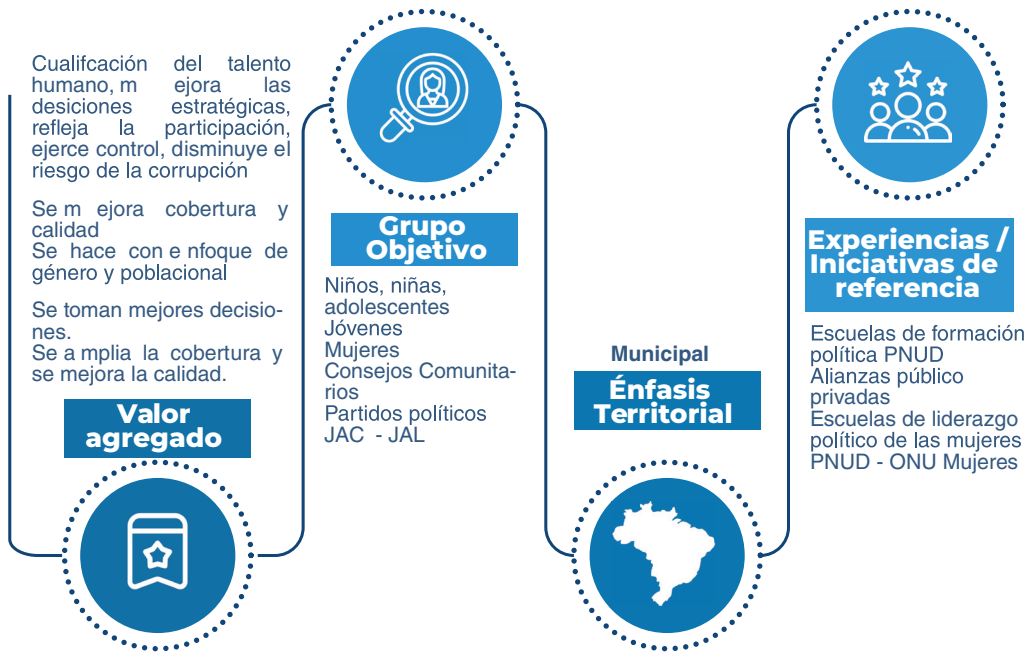 Cualifcación del talento
humano, m ejora las
desiciones estratégicas,
refleja la participación,
ejerce control, disminuye el
riesgo de la corrupción
Se m ejora cobertura y
calidad
Se hace con e nfoque de
género y poblacional
Se toman mejores decisio-
nes.
Se a mplia la cobertura y
se mejora la calidad.
Valor
agregado
Grupo
Objetivo
Niños, niñas,
adolescentes
Jóvenes
Mujeres
Consejos Comunita-
rios
Partidos políticos
JAC - JAL
Municipal
Énfasis
Territorial
Experiencias /
Iniciativas de
referencia
Escuelas de formación
política PNUD
Alianzas público
privadas
Escuelas de liderazgo
político de las mujeres
PNUD - ONU Mujeres